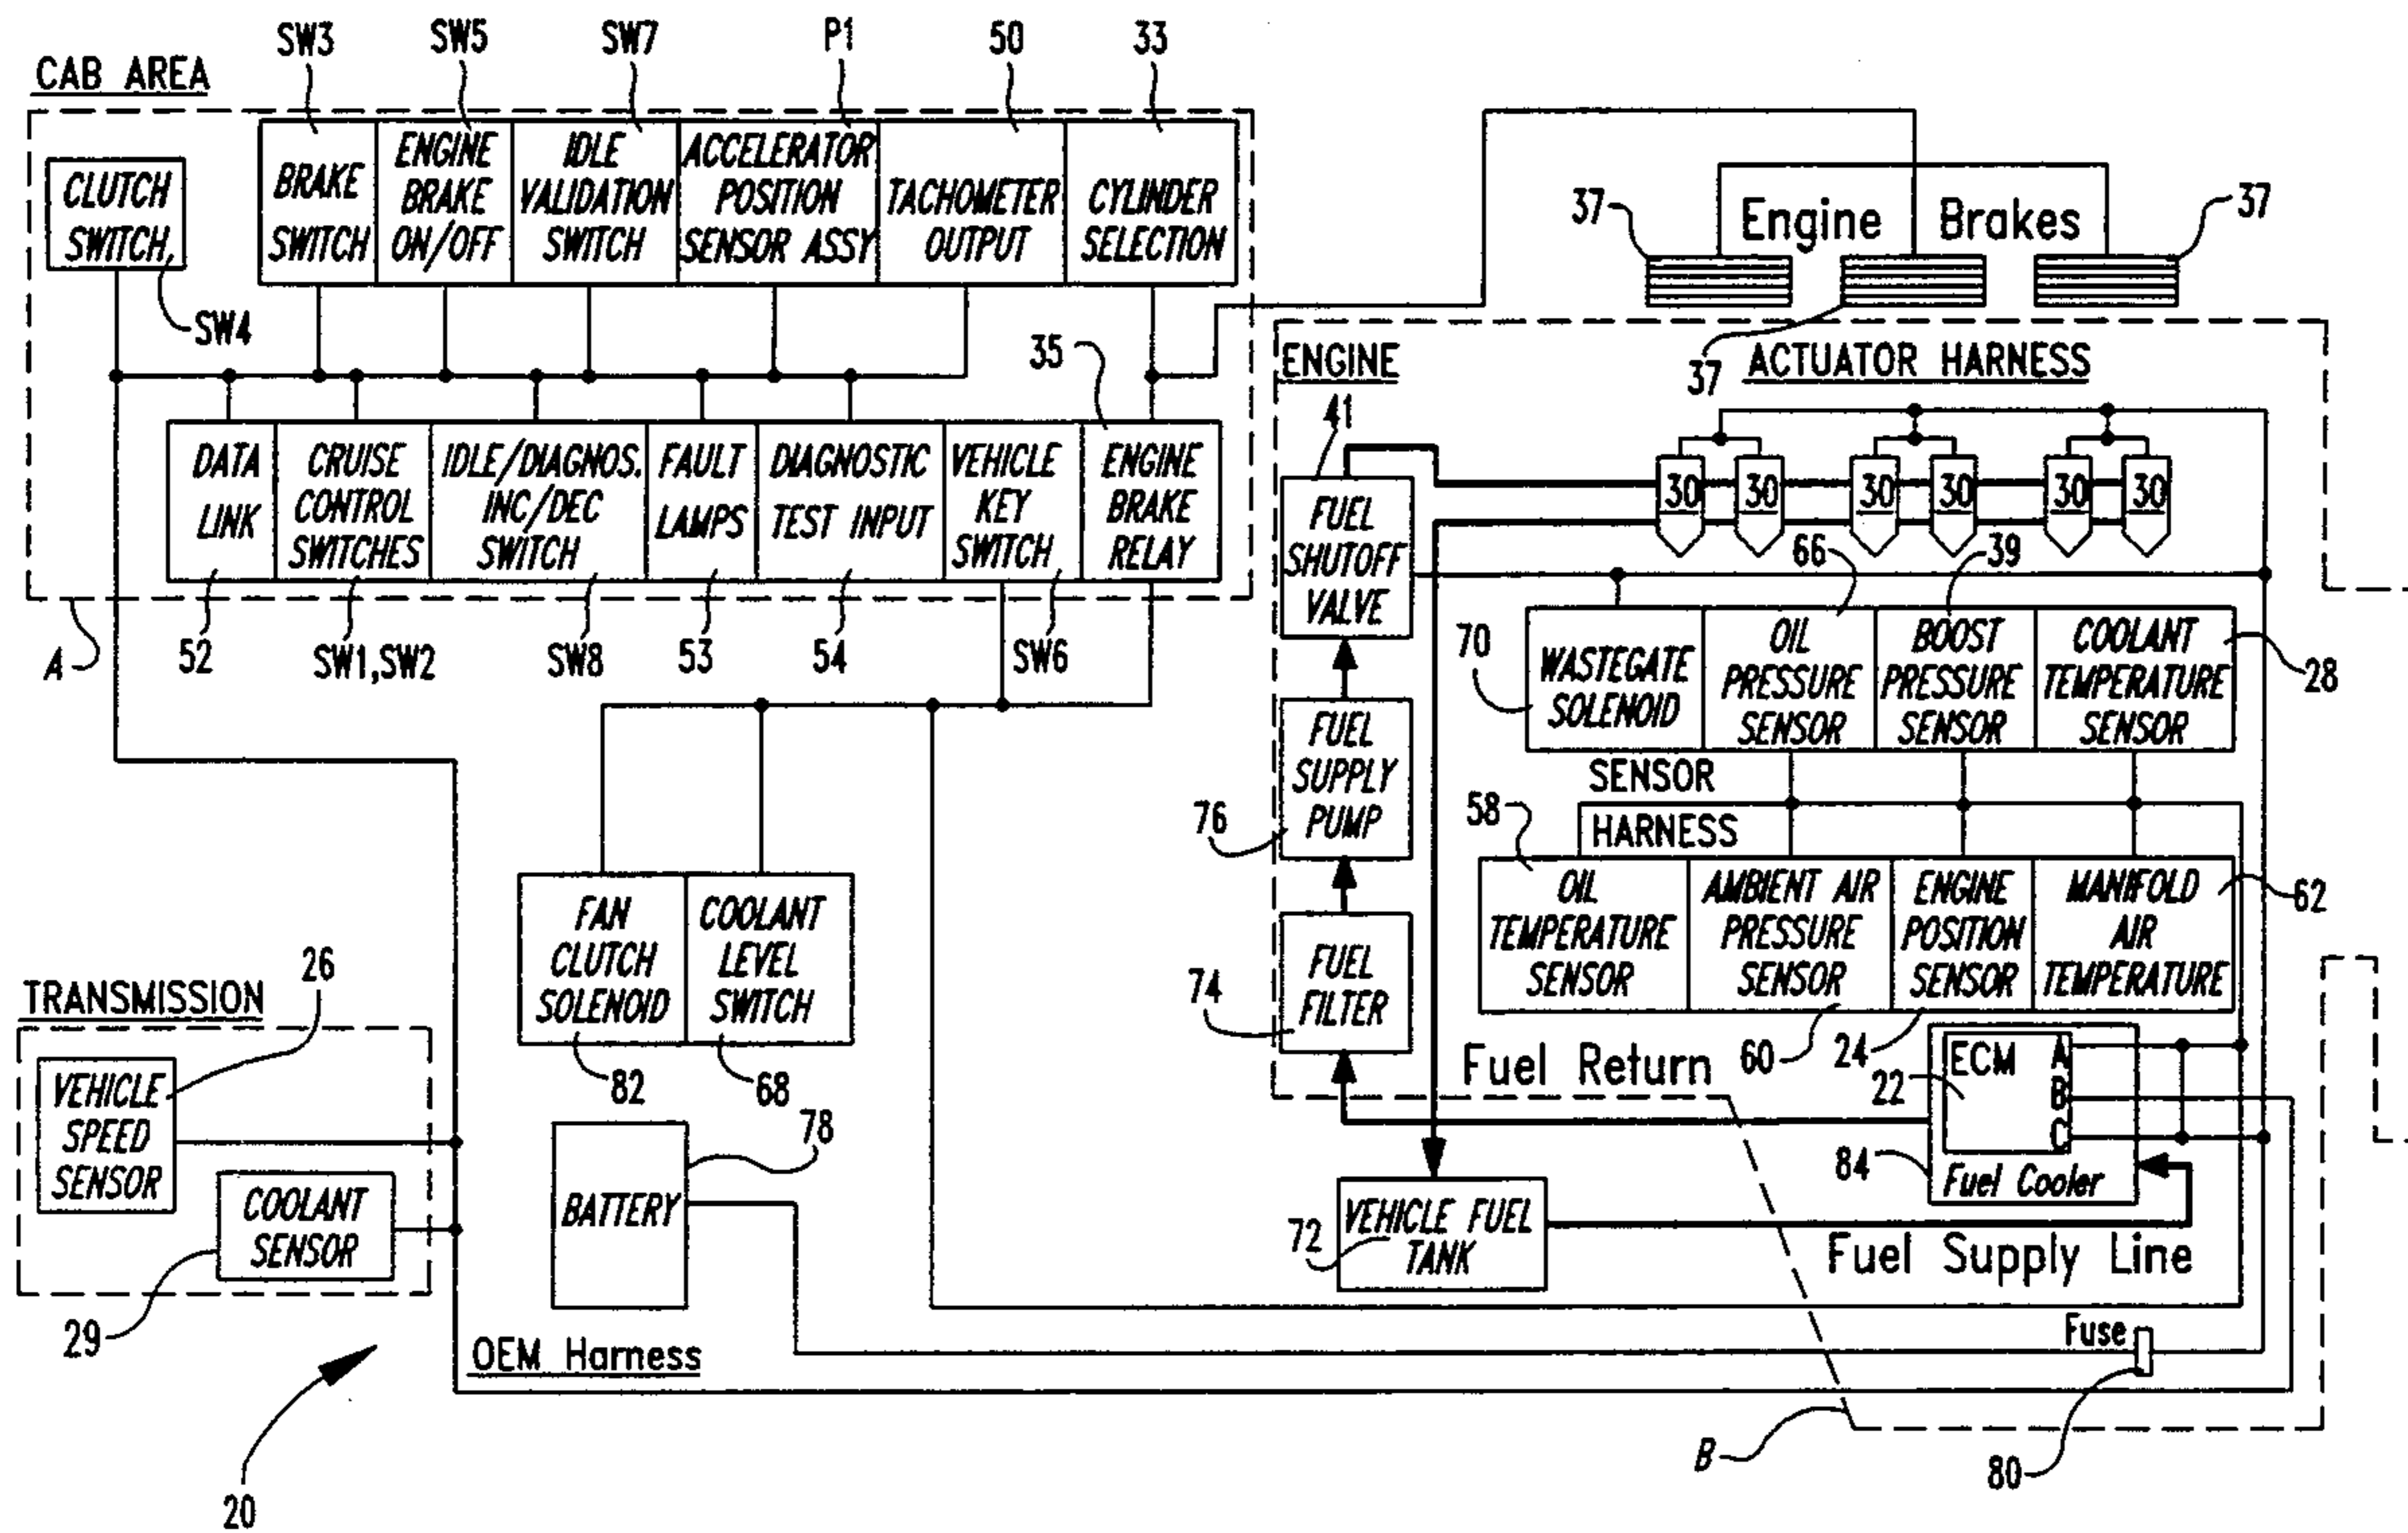 CAB AREA
SW3
SW5
SW7
P1
50
33
CLUTCH
SWITCH
SW4
BRAKE
SWITCH
ENGINE
BRAKE
ON/OFF
IDLE
VALIDATION
SWITCH
ACCELERATOR
POSITION
SENSOR ASSY
TACHOMETER
OUTPUT
CYLINDER
SELECTION
35
DATA
LINK
CRUISE
CONTROL
SWITCHES
IDLE/DIAGNOS.
INC/DEC
SWITCH
FAULT
LAMPS
DIAGNOSTIC
TEST INPUT
VEHICLE
KEY
SWITCH
ENGINE
BRAKE
RELAY
A
52
SW1,SW2
SW8
53
54
SW6
37
Engine Brakes
37
37
ENGINE
ACTUATOR HARNESS
41
FUEL
SHUTOFF
VALVE
30
30
30
30
30
30
66
39
70
WASTEGATE
SOLENOID
OIL
PRESSURE
SENSOR
BOOST
PRESSURE
SENSOR
COOLANT
TEMPERATURE
SENSOR
28
FUEL
SUPPLY
PUMP
76
SENSOR
HARNESS
58
OIL
TEMPERATURE
SENSOR
AMBIENT AIR
PRESSURE
SENSOR
ENGINE
POSITION
SENSOR
MANIFOLD
AIR
TEMPERATURE
62
FUEL
FILTER
74
60
24
Fuel Return
ECM
22
A
B
C
84
Fuel Cooler
FAN
CLUTCH
SOLENOID
COOLANT
LEVEL
SWITCH
82
68
TRANSMISSION
26
VEHICLE
SPEED
SENSOR
COOLANT
SENSOR
29
BATTERY
78
VEHICLE FUEL
TANK
72
Fuel Supply Line
OEM Harness
Fuse
80
B
20